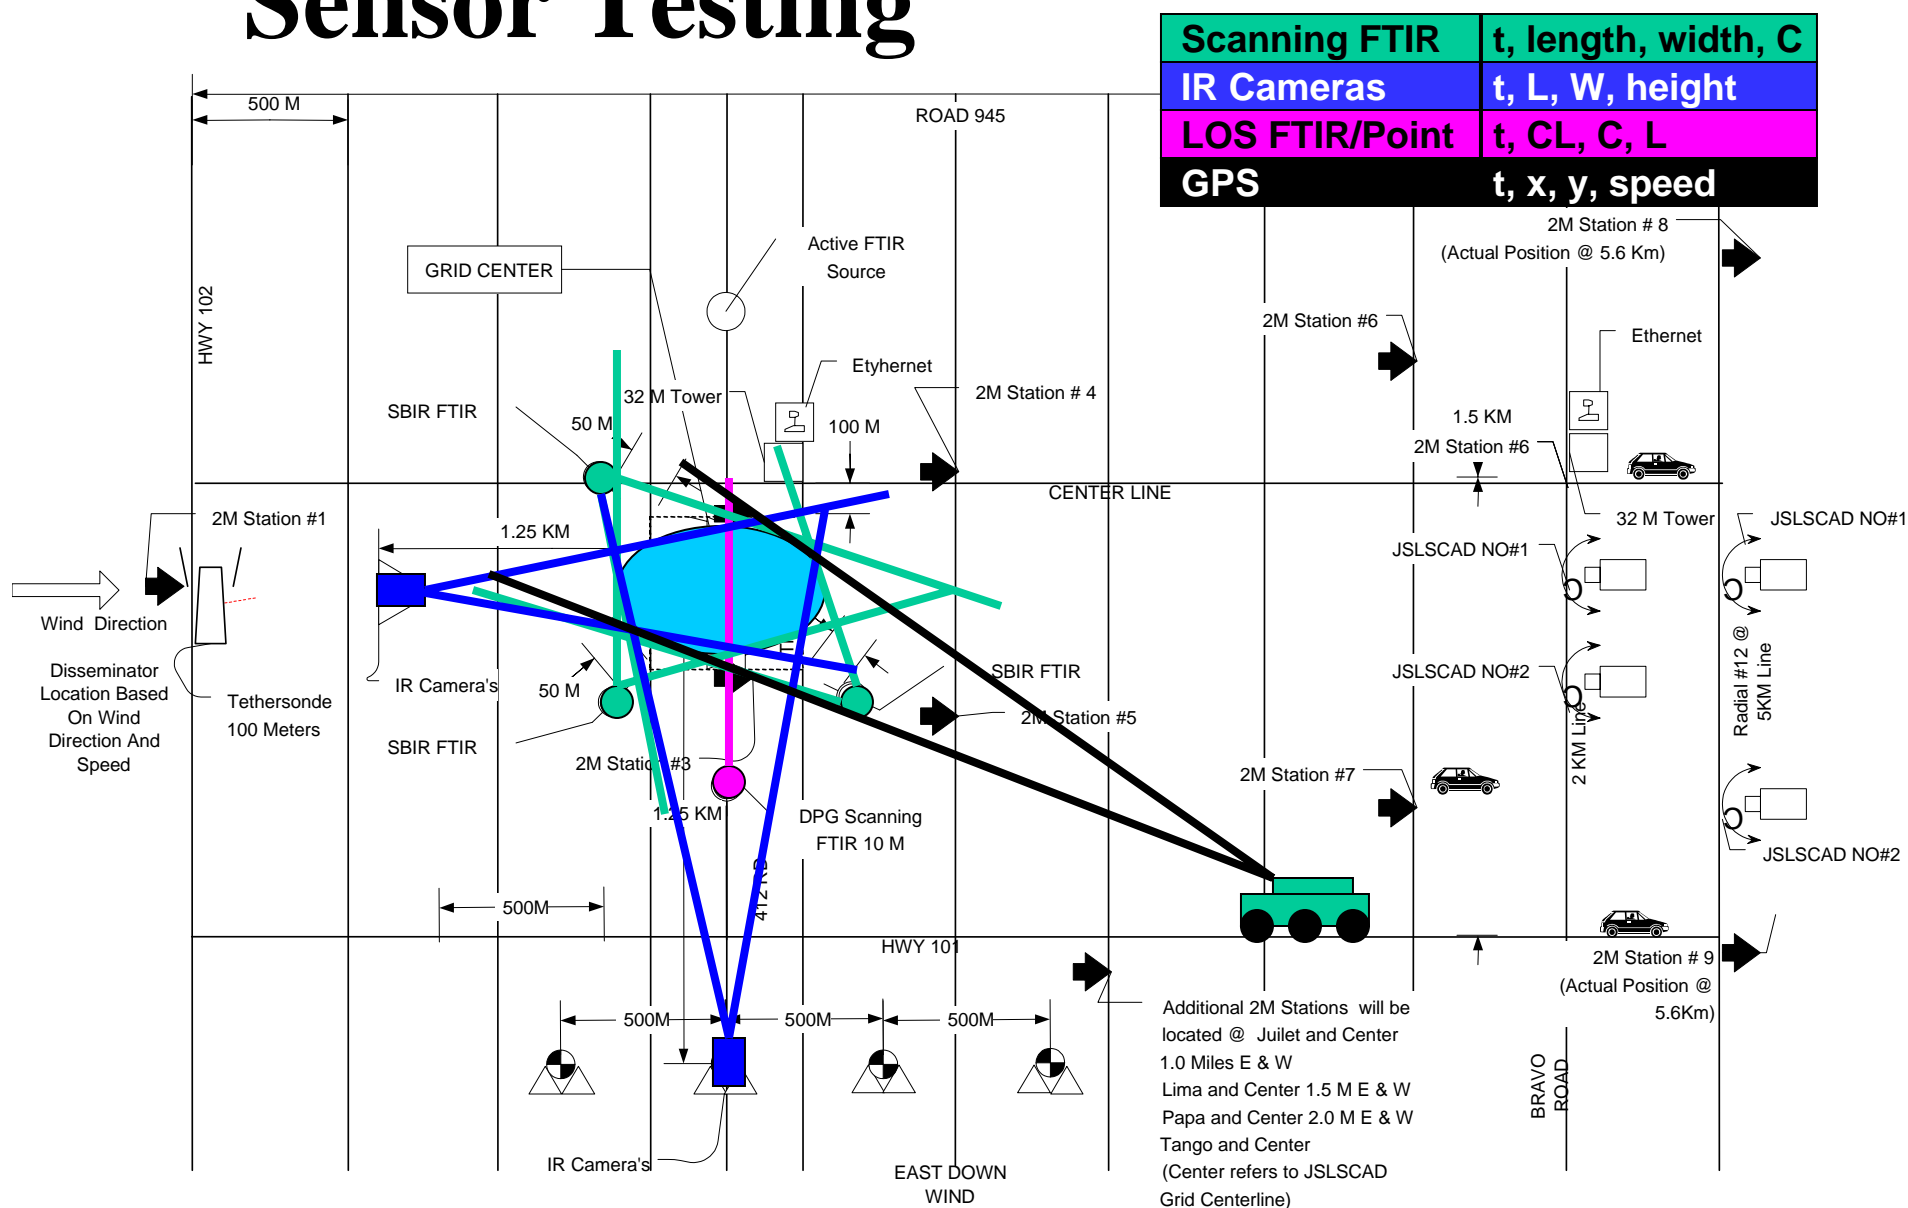 Sensor Testing
Scanning FTIR t, length, width, C
IR Cameras t, L, W, height
LOS FTIR/Point t, CL, C, L
GPS t, x, y, speed
500 M
ROAD 945
HWY 102
GRID CENTER
Active FTIR
Source
2M Station # 8
(Actual Position @ 5.6 Km)
2M Station #6
Ethernet
Etyhernet
SBIR FTIR
32 M Tower
2M Station # 4
50 M
100 M
1.5 KM
2M Station #6
CENTER LINE
2M Station #1
1.25 KM
32 M Tower
JSLSCAD NO#1
JSLSCAD NO#1
Wind Direction
Disseminator
Location Based
On Wind
Direction And
Speed
Tethersonde
100 Meters
IR Camera's
50 M
SBIR FTIR
SBIR FTIR
2M Station #5
JSLSCAD NO#2
2 KM Line
Radial #12 @
5KM Line
2M Station #3
1.25 KM
DPG Scanning
FTIR 10 M
412 RD
2M Station #7
JSLSCAD NO#2
500M
HWY 101
2M Station # 9
(Actual Position @
5.6Km)
500M
500M
500M
Additional 2M Stations will be
located @ Juilet and Center
1.0 Miles E & W
Lima and Center 1.5 M E & W
Papa and Center 2.0 M E & W
Tango and Center
(Center refers to JSLSCAD
Grid Centerline)
BRAVO
ROAD
IR Camera's
EAST DOWN
WIND